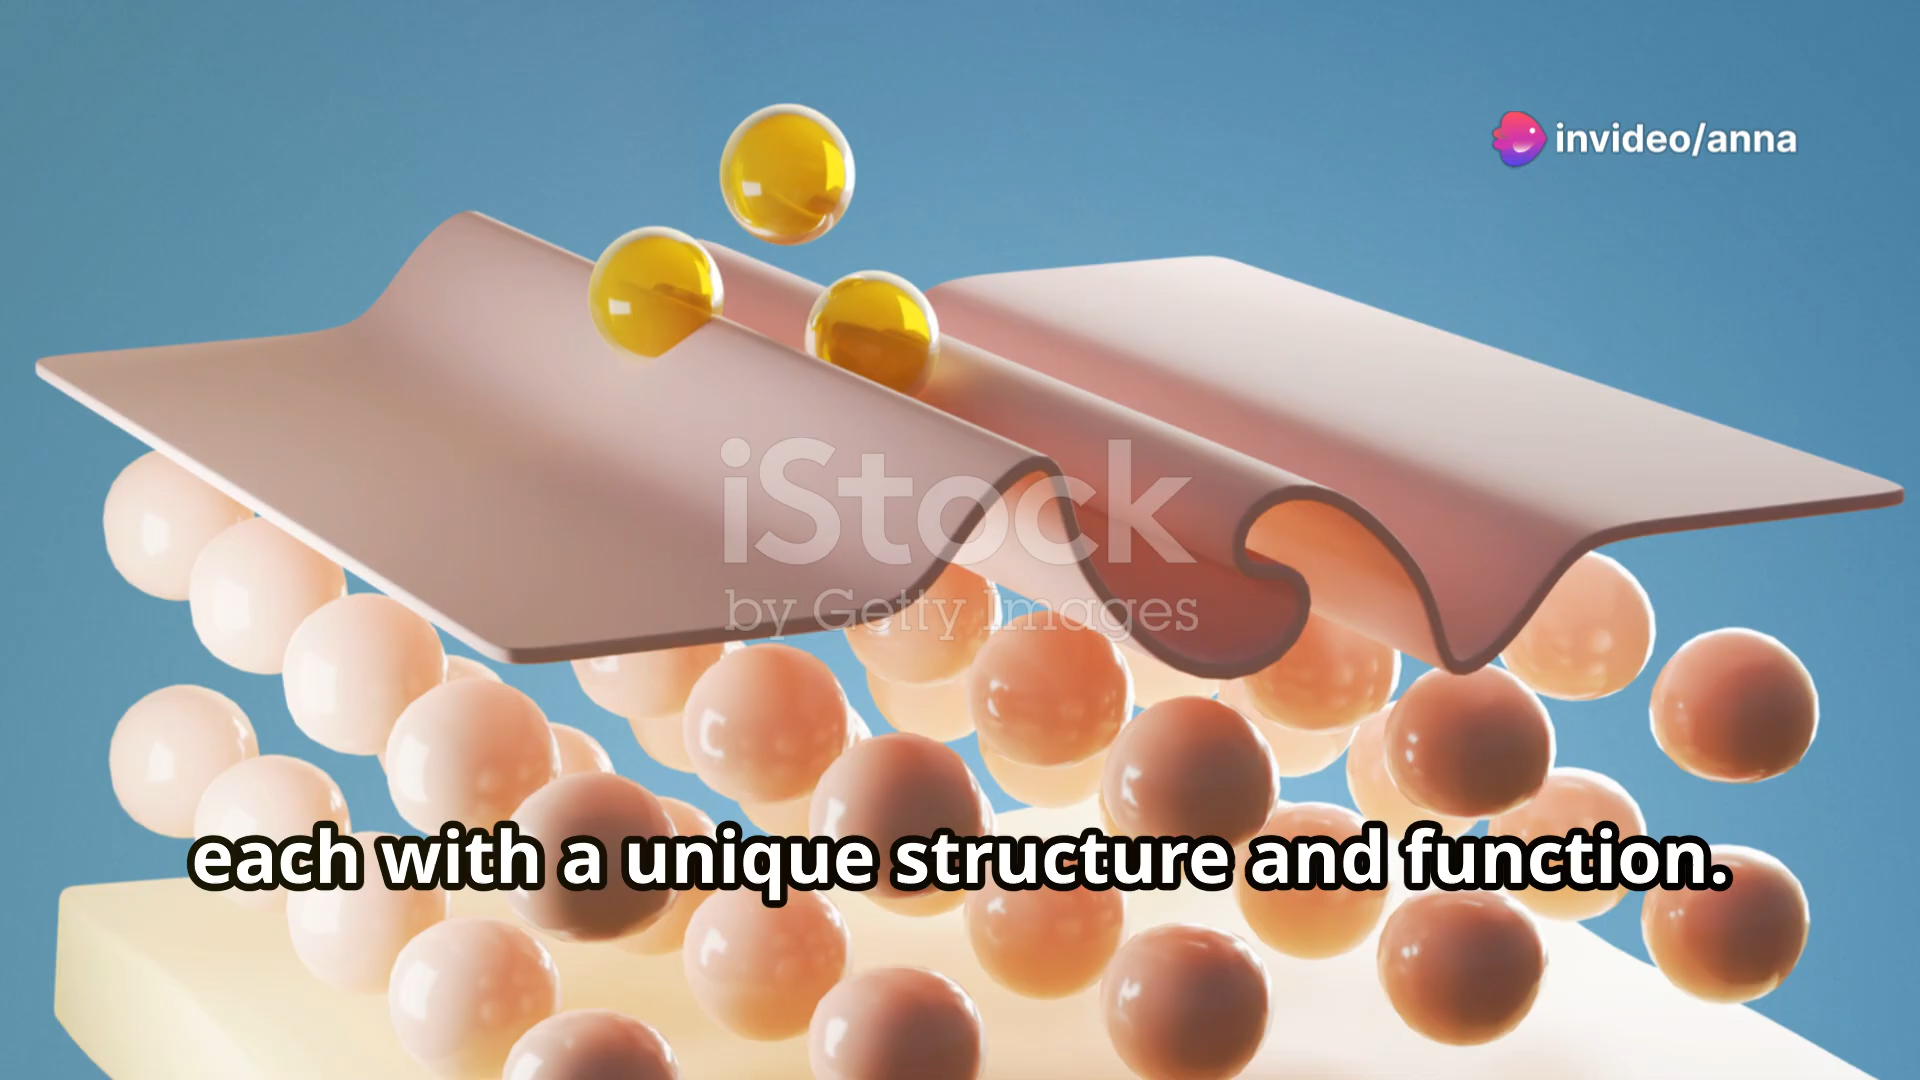 invideo/anna
iStock
by Getty Images
each with a unique structure and function.